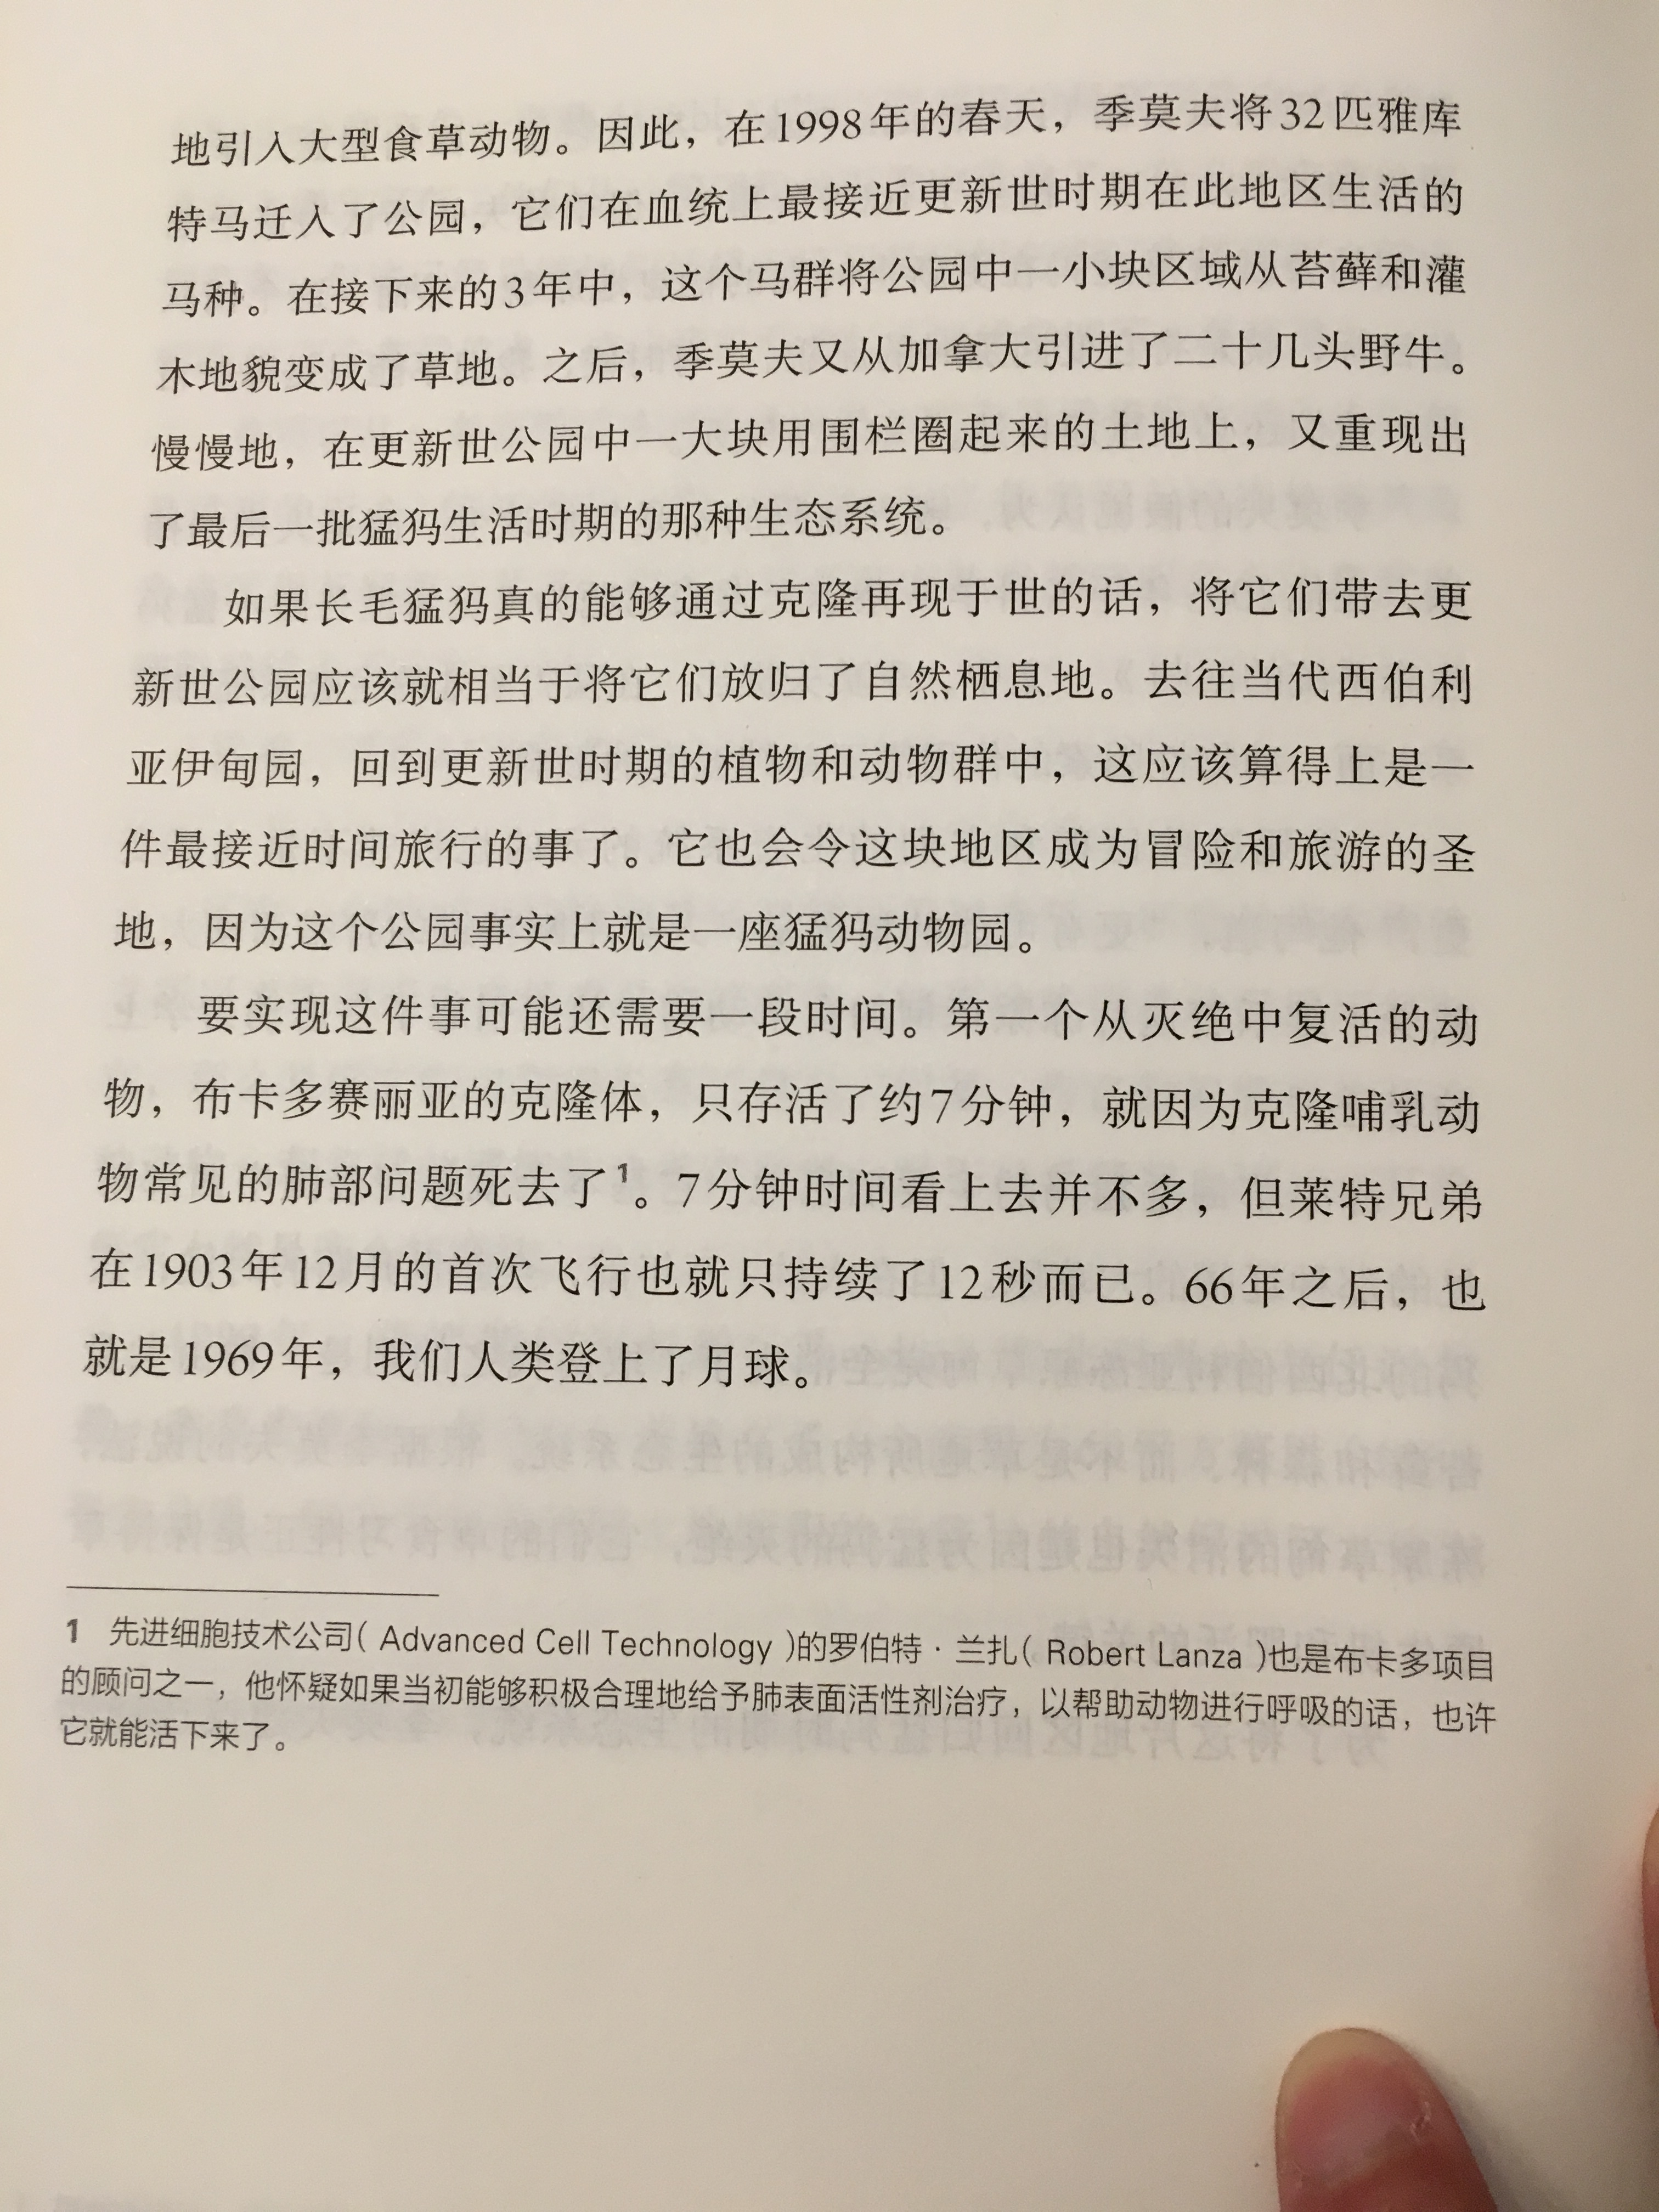 地引入大型食草动物。因此，在1998年的春天，季莫夫将32匹雅库
特马迁入了公园，它们在血统上最接近更新世时期在此地区生活的
马种。在接下来的3年中，这个马群将公园中一小块区域从苔藓和灌
木地貌变成了草地。之后，季莫夫又从加拿大引进了二十几头野牛。
慢慢地，在更新世公园中一大块用围栏圈起来的土地上，又重现出
了最后一批猛犸生活时期的那种生态系统。
如果长毛猛犸真的能够通过克隆再现于世的话，将它们带去更
新世公园应该就相当于将它们放归了自然栖息地。去往当代西伯利
亚伊甸园，回到更新世时期的植物和动物群中，这应该算得上是一
件最接近时间旅行的事了。它也会令这块地区成为冒险和旅游的圣
地，因为这个公园事实上就是一座猛犸动物园。
要实现这件事可能还需要一段时间。第一个从灭绝中复活的动
物，布卡多赛丽亚的克隆体，只存活了约7分钟，就因为克隆哺乳动
物常见的肺部问题死去了1。7分钟时间看上去并不多，但莱特兄弟
在1903年12月的首次飞行也就只持续了12秒而已。66年之后，也
就是1969年，我们人类登上了月球。
1 先进细胞技术公司（Advanced Cell Technology）的罗伯特·兰扎（Robert Lanza）也是布卡多项目
的顾问之一，他怀疑如果当初能够积极合理地给予肺表面活性剂治疗，以帮助动物进行呼吸的话，也许
它就能活下来了。